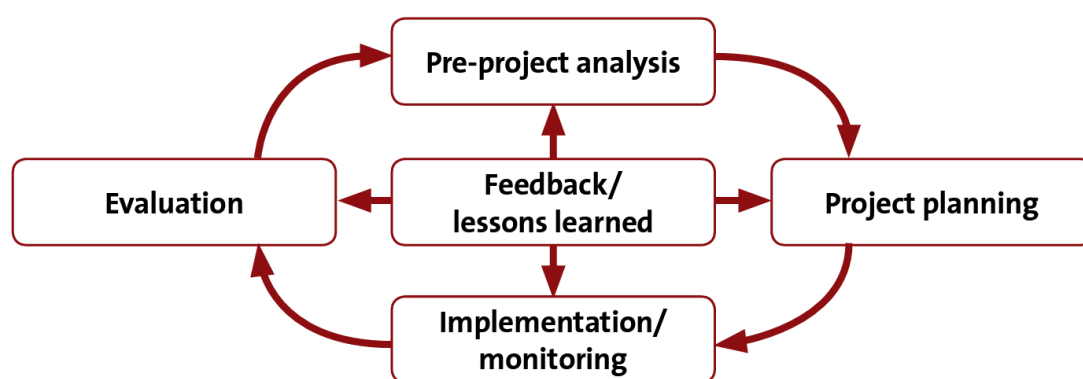 Pre-project analysis
Evaluation
Feedback/
lessons learned
Project planning
Implementation/
monitoring